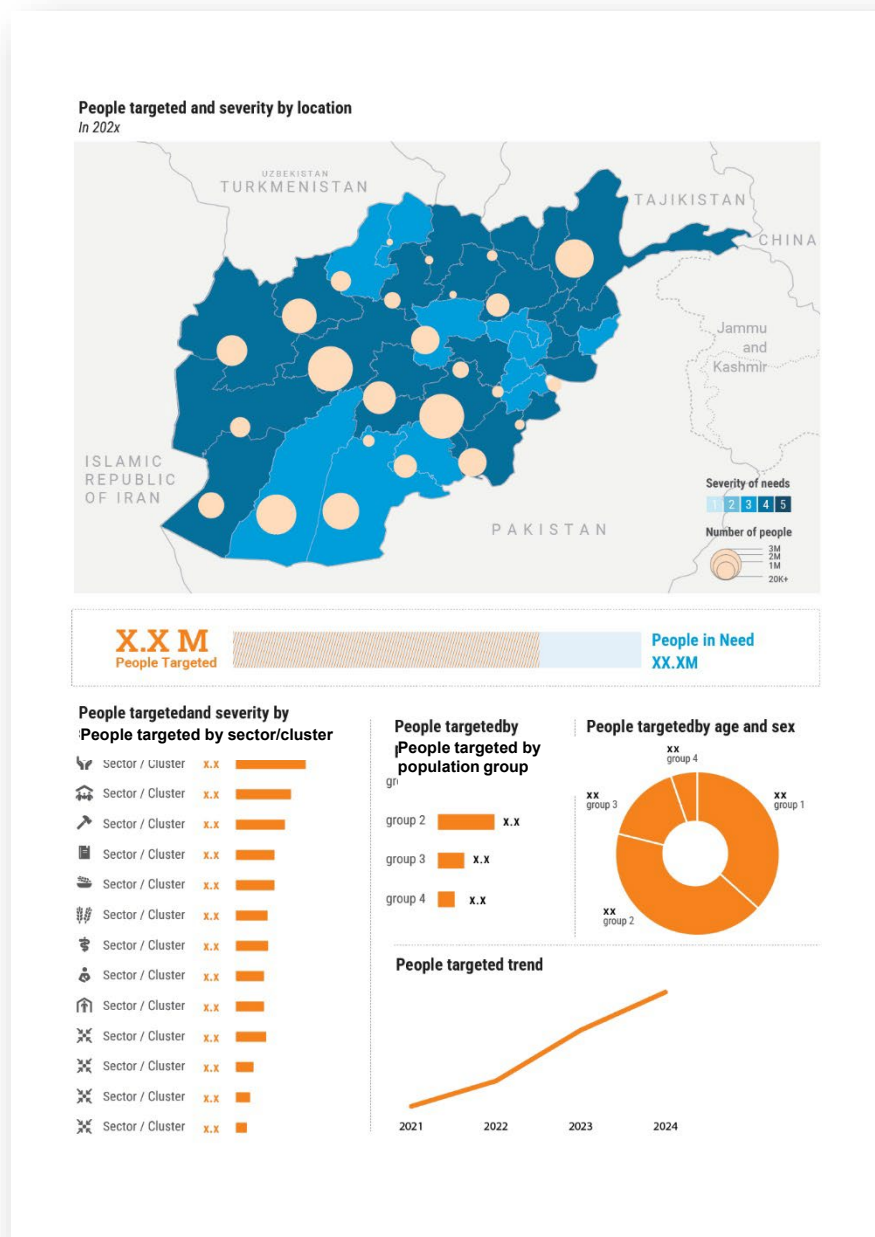 People targeted and severity by location
In 202x
UZBEKISTAN
TURKMENISTAN
TAJIKISTAN
CHINA
Jammu
and
Kashmir
ISLAMIC
REPUBLIC
OF IRAN
PAKISTAN
Severity of needs
1 2 3 4 5
Number of people
3M
2M
1M
20K+
X.X M
People Targeted
People in Need
XX.XM
People targetedand severity by
People targeted by sector/cluster
Sector / Cluster x.x
Sector / Cluster x.x
Sector / Cluster x.x
Sector / Cluster x.x
Sector / Cluster x.x
Sector / Cluster x.x
Sector / Cluster x.x
Sector / Cluster x.x
Sector / Cluster x.x
Sector / Cluster x.x
Sector / Cluster x.x
Sector / Cluster x.x
Sector / Cluster x.x
People targetedby
People targeted by
population group
group 2 x.x
group 3 x.x
group 4 x.x
People targetedby age and sex
xx
group 4
xx
group 3
xx
group 1
xx
group 2
People targeted trend
2021 2022 2023 2024